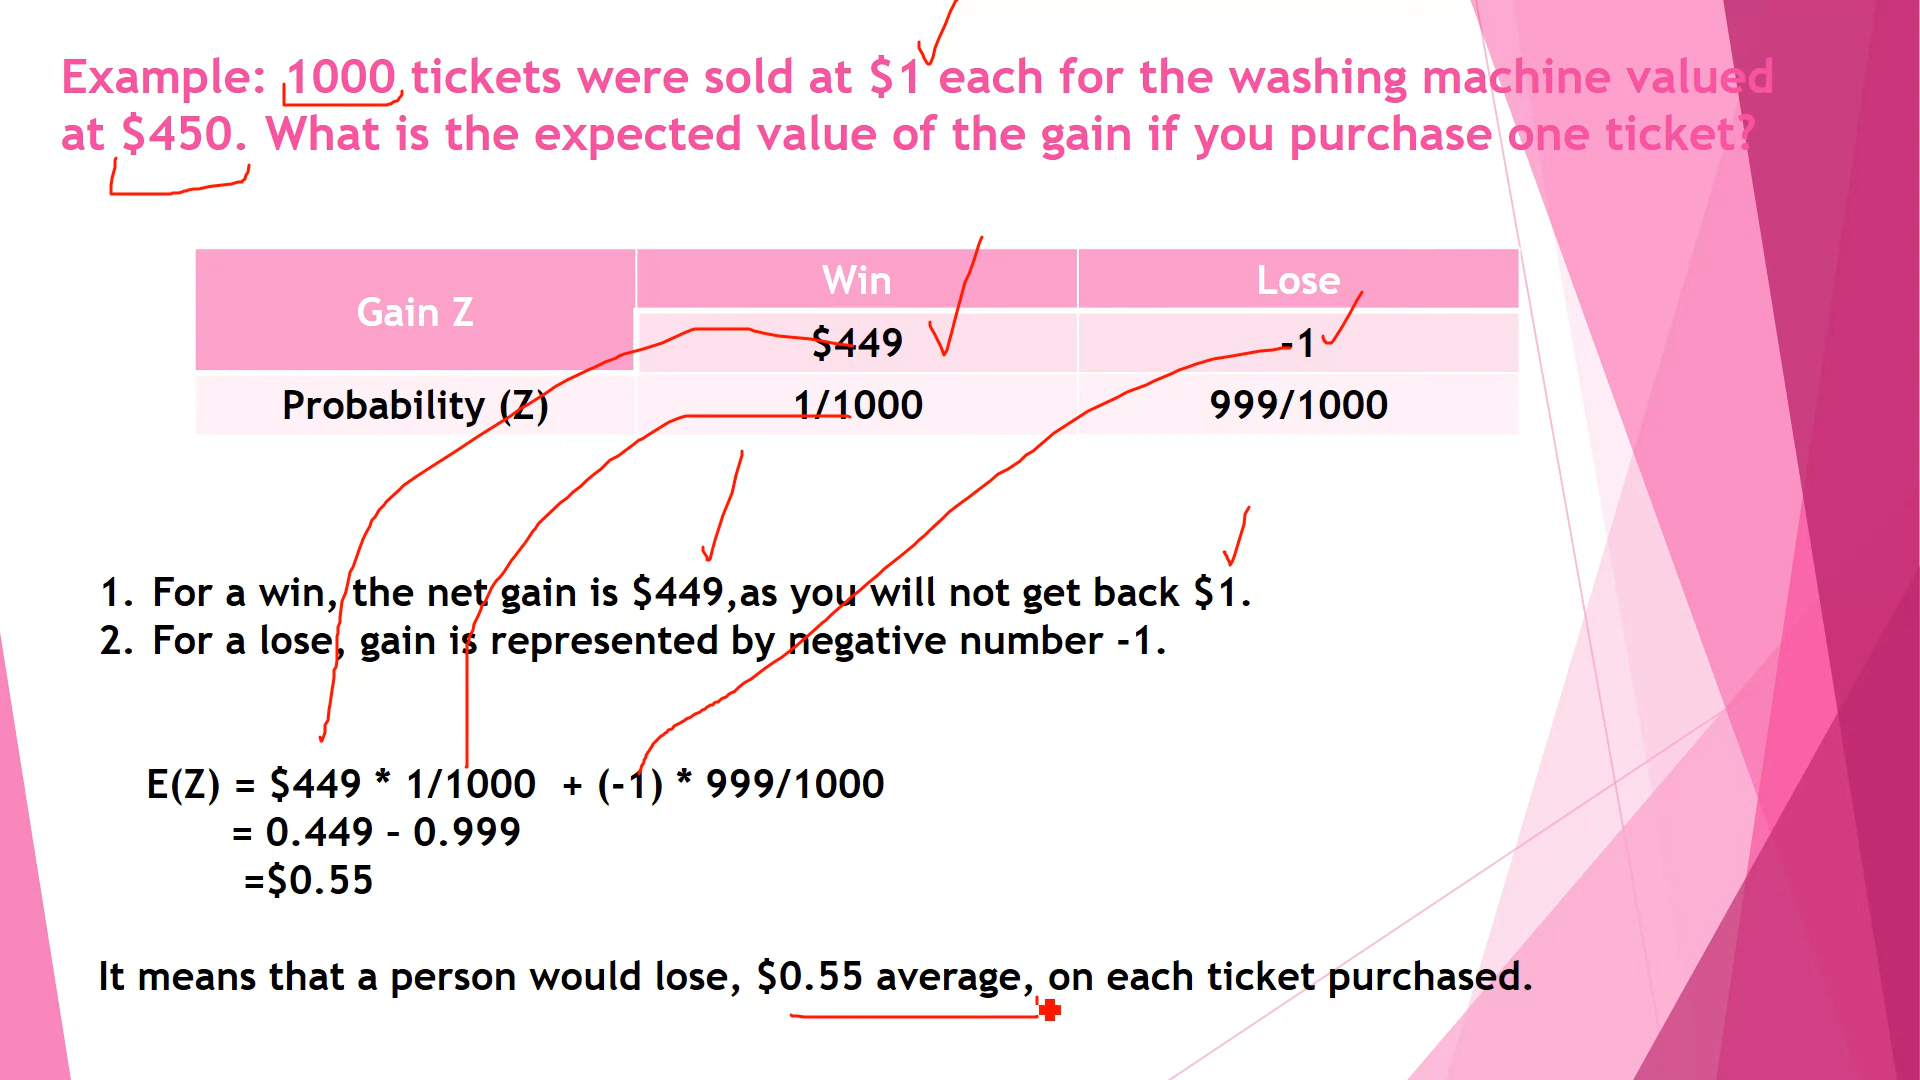 Example: 1000 tickets were sold at $1 each for the washing machine valued
at $450. What is the expected value of the gain if you purchase one ticket?
Gain Z
Win
Lose
$449
-1
Probability (Z)
1/1000
999/1000
1. For a win, the net gain is $449,as you will not get back $1.
2. For a lose, gain is represented by negative number -1.
E(Z) = $449 * 1/1000 + (-1) * 999/1000
= 0.449 – 0.999
=$0.55
It means that a person would lose, $0.55 average, on each ticket purchased.